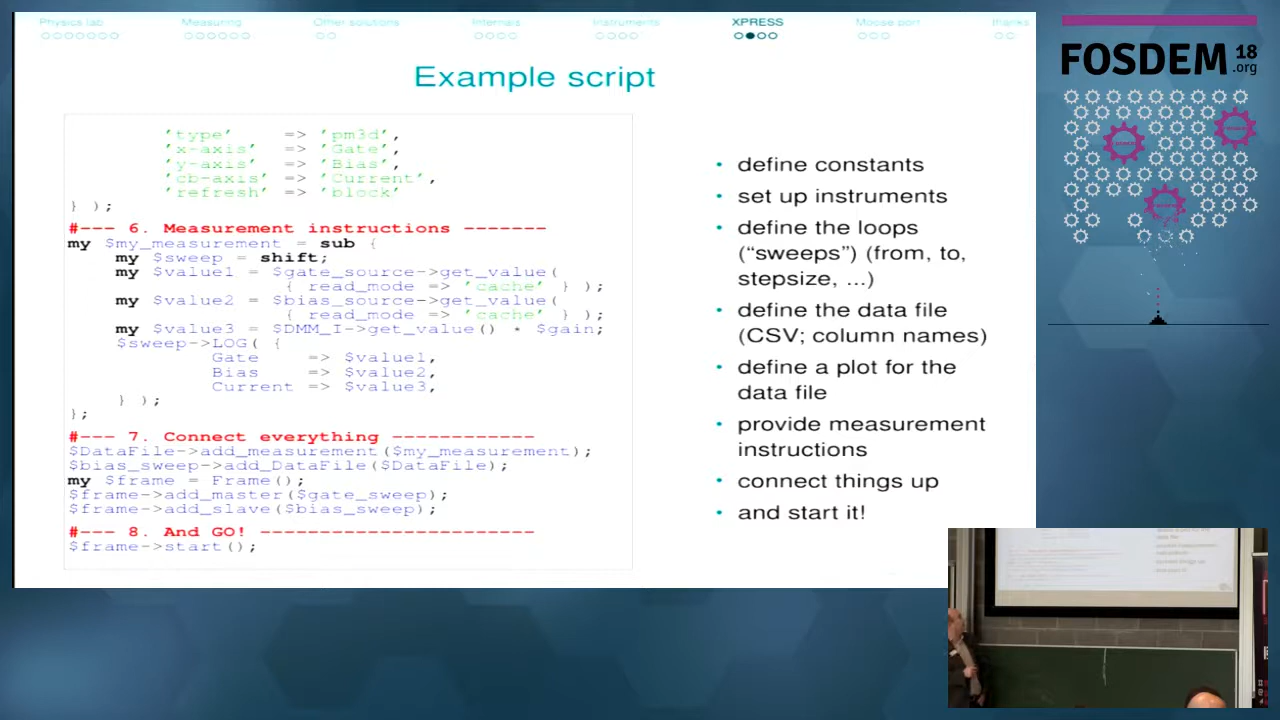 Physics lab Measuring Other solutions Internals Instruments XPRESS Moose port thanks
Example script
'type' => 'pm3d',
'x-axis' => 'Gate',
'y-axis' => 'Bias',
'cb-axis' => 'Current',
'refresh' => 'block'
} );
#--- 6. Measurement instructions -------
my $my_measurement = sub {
my $sweep = shift;
my $value1 = $gate_source->get_value(
{ read_mode => 'cache' } );
my $value2 = $bias_source->get_value(
{ read_mode => 'cache' } );
my $value3 = $DMM_I->get_value() * $gain;
$sweep->LOG( {
Gate => $value1,
Bias => $value2,
Current => $value3,
} );
};
#--- 7. Connect everything ------------
$DataFile->add_measurement($my_measurement);
$bias_sweep->add_DataFile($DataFile);
my $frame = Frame();
$frame->add_master($gate_sweep);
$frame->add_slave($bias_sweep);
#--- 8. And GO! -----------------------
$frame->start();
• define constants
• set up instruments
• define the loops
(“sweeps”) (from, to,
stepsize, ...)
• define the data file
(CSV; column names)
• define a plot for the
data file
• provide measurement
instructions
• connect things up
• and start it!
FOSDEM 18
.org